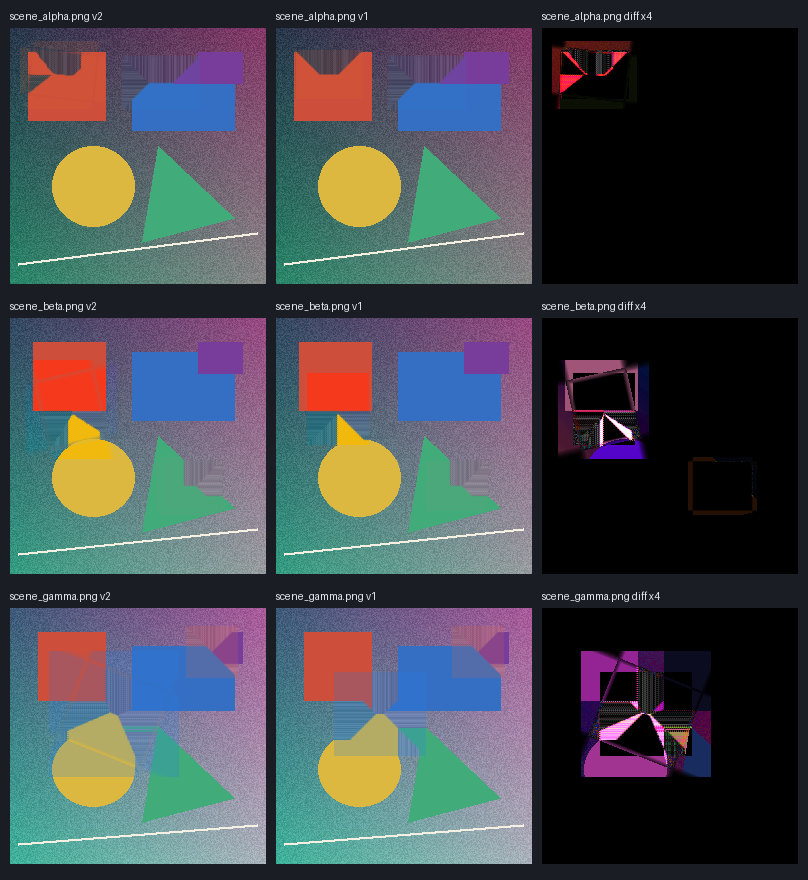 scene_alpha.png v2
scene_alpha.png v1
scene_alpha.png diff x4
scene_beta.png v2
scene_beta.png v1
scene_beta.png diff x4
scene_gamma.png v2
scene_gamma.png v1
scene_gamma.png diff x4